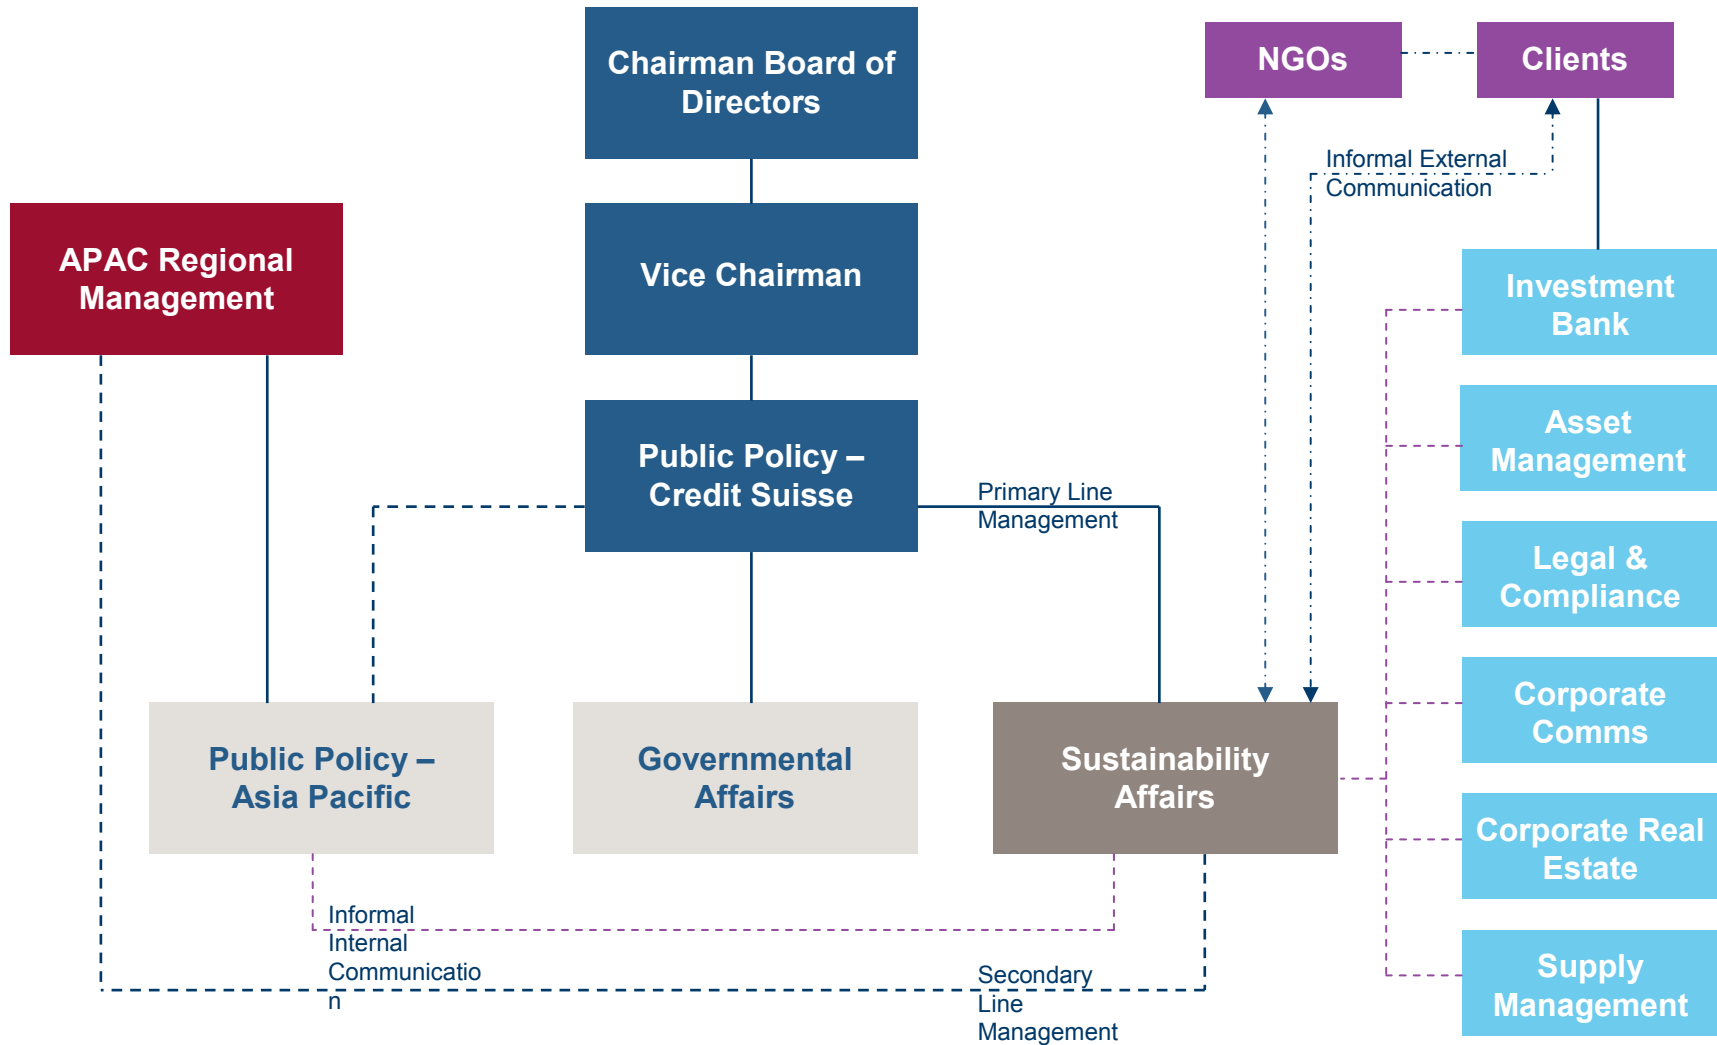 Chairman Board of
Directors
NGOs
Clients
Informal External
Communication
APAC Regional
Management
Vice Chairman
Investment
Bank
Public Policy –
Credit Suisse
Primary Line
Management
Asset
Management
Legal &
Compliance
Public Policy –
Asia Pacific
Governmental
Affairs
Sustainability
Affairs
Corporate
Comms
Corporate Real
Estate
Informal
Internal
Communicatio
n
Secondary
Line
Management
Supply
Management